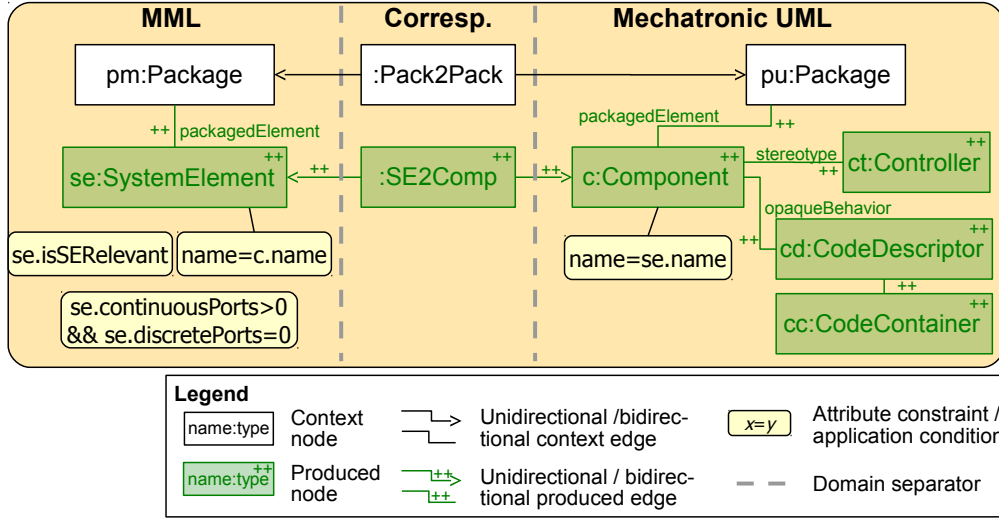 MML
Corresp.
Mechatronic UML
pm:Package
:Pack2Pack
pu:Package
++
packagedElement
packagedElement
++
++
se:SystemElement
++
++
:SE2Comp
++
++
c:Component
stereotype
++
++
ct:Controller
opaqueBehavior
++
++
cd:CodeDescriptor
++
++
cc:CodeContainer
se.isSERelevant
name=c.name
name=se.name
se.continuousPorts>0
&& se.discretePorts=0
Legend
name:type
Context
node
Unidirectional /bidirec-
tional context edge
x=y
Attribute constraint /
application condition
++
name:type
Produced
node
++
++
Unidirectional / bidirec-
tional produced edge
Domain separator